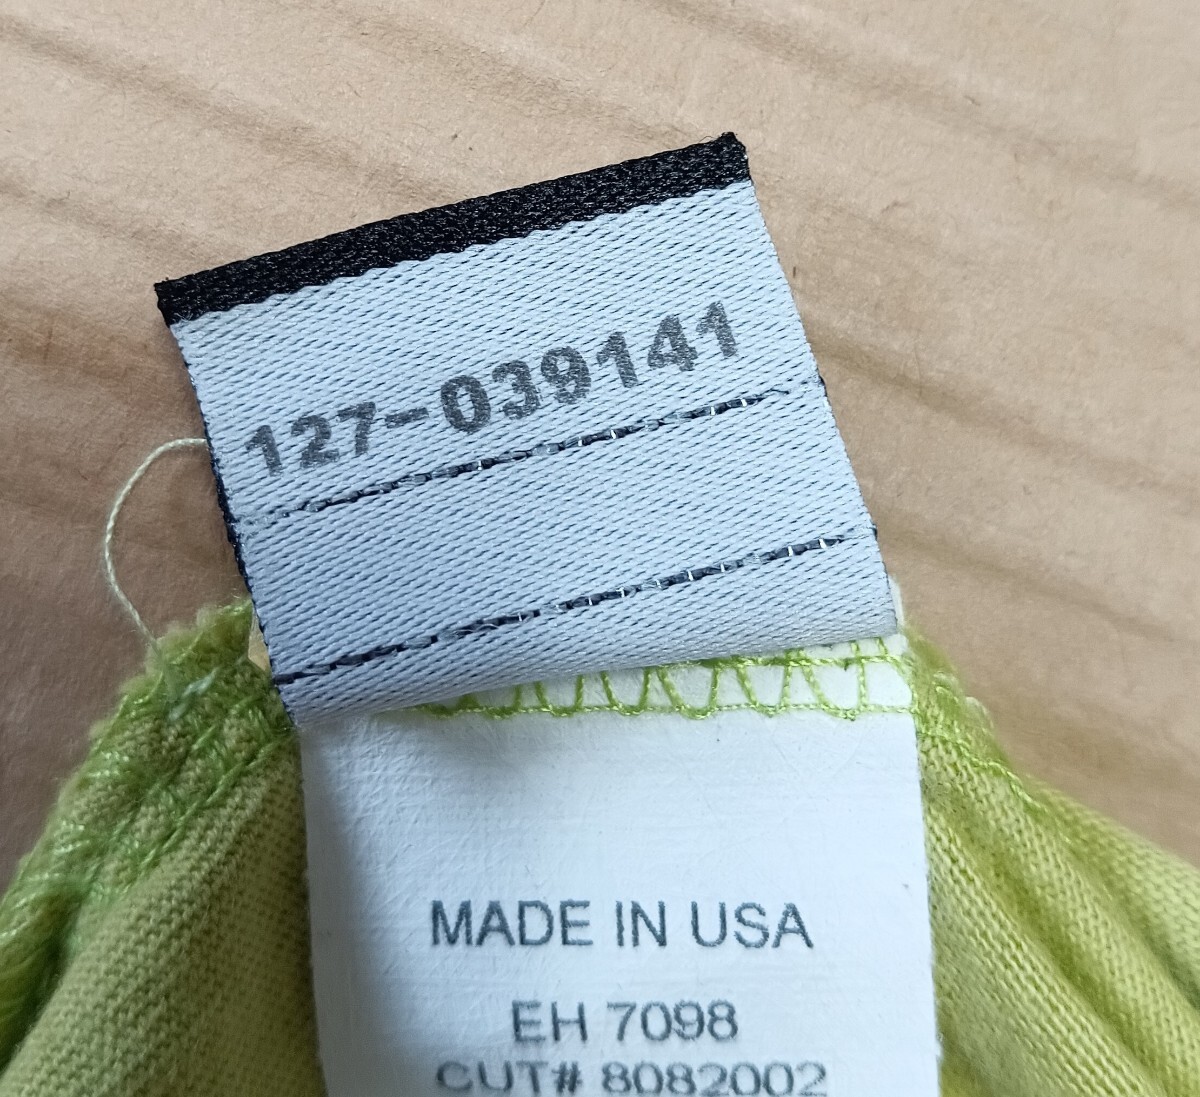 127-039141
MADE IN USA
EH 7098
CUT# 8082002